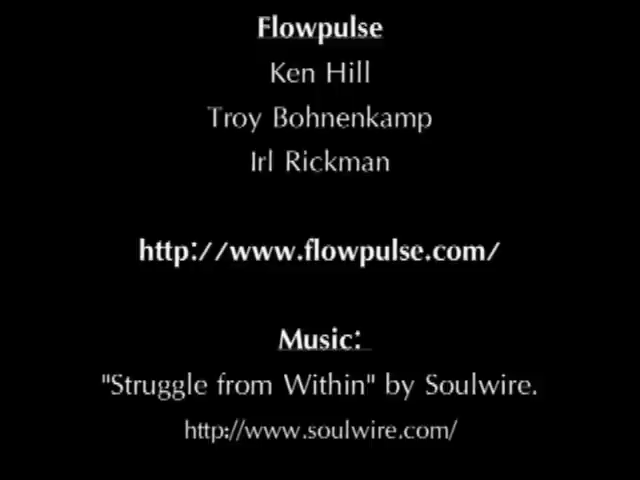 Flowpulse
Ken Hill
Troy Bohnenkamp
Irl Rickman
http://www.flowpulse.com/
Music:
"Struggle from Within" by Soulwire.
http://www.soulwire.com/